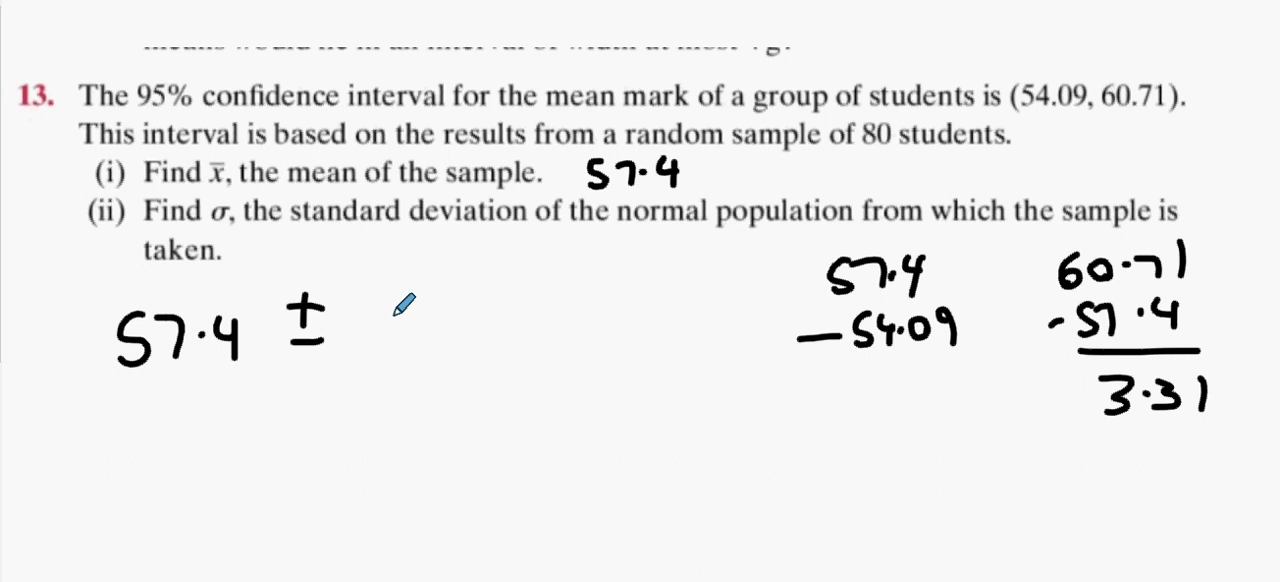 13. The 95% confidence interval for the mean mark of a group of students is (54.09, 60.71).
This interval is based on the results from a random sample of 80 students.
(i) Find x̅, the mean of the sample. 57.4
(ii) Find σ, the standard deviation of the normal population from which the sample is
taken.
57.4 ±
57.4
- 54.09
60.71
- 57.4
3.31